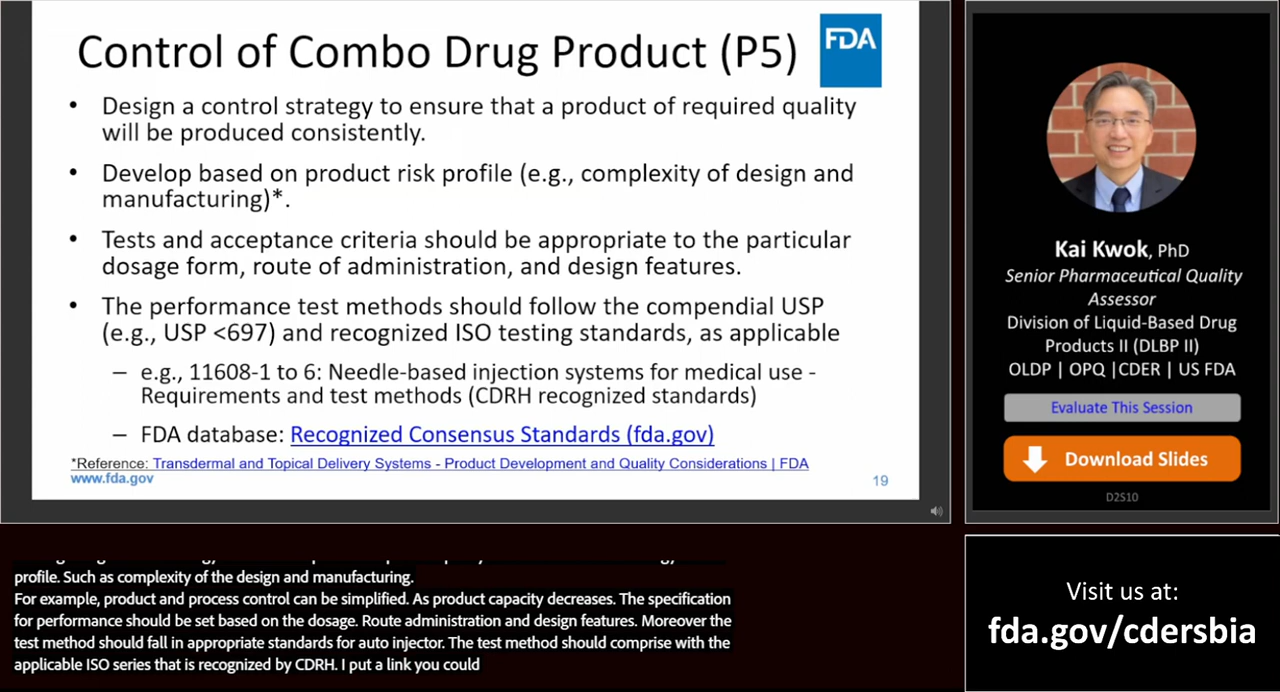 Control of Combo Drug Product (P5)
FDA
• Design a control strategy to ensure that a product of required quality
will be produced consistently.
• Develop based on product risk profile (e.g., complexity of design and
manufacturing)*.
• Tests and acceptance criteria should be appropriate to the particular
dosage form, route of administration, and design features.
• The performance test methods should follow the compendial USP
(e.g., USP <697) and recognized ISO testing standards, as applicable
– e.g., 11608-1 to 6: Needle-based injection systems for medical use -
Requirements and test methods (CDRH recognized standards)
– FDA database: Recognized Consensus Standards (fda.gov)
*Reference: Transdermal and Topical Delivery Systems - Product Development and Quality Considerations | FDA
www.fda.gov
19
Kai Kwok, PhD
Senior Pharmaceutical Quality
Assessor
Division of Liquid-Based Drug
Products II (DLBP II)
OLDP | OPQ |CDER | US FDA
Evaluate This Session
Download Slides
D2S10
profile. Such as complexity of the design and manufacturing.
For example, product and process control can be simplified. As product capacity decreases. The specification
for performance should be set based on the dosage. Route administration and design features. Moreover the
test method should fall in appropriate standards for auto injector. The test method should comprise with the
applicable ISO series that is recognized by CDRH. I put a link you could
Visit us at:
fda.gov/cdersbia